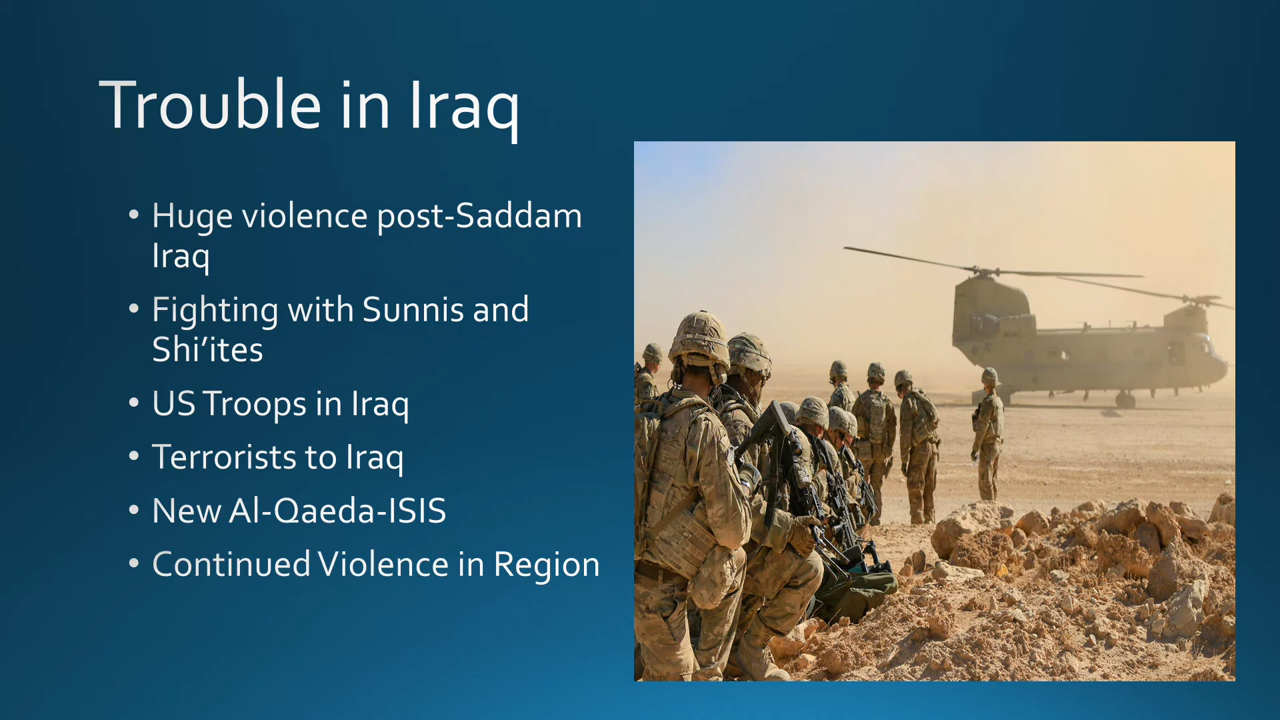 Trouble in Iraq
• Huge violence post-Saddam
Iraq
• Fighting with Sunnis and
Shi’ites
• US Troops in Iraq
• Terrorists to Iraq
• New Al-Qaeda-ISIS
• Continued Violence in Region